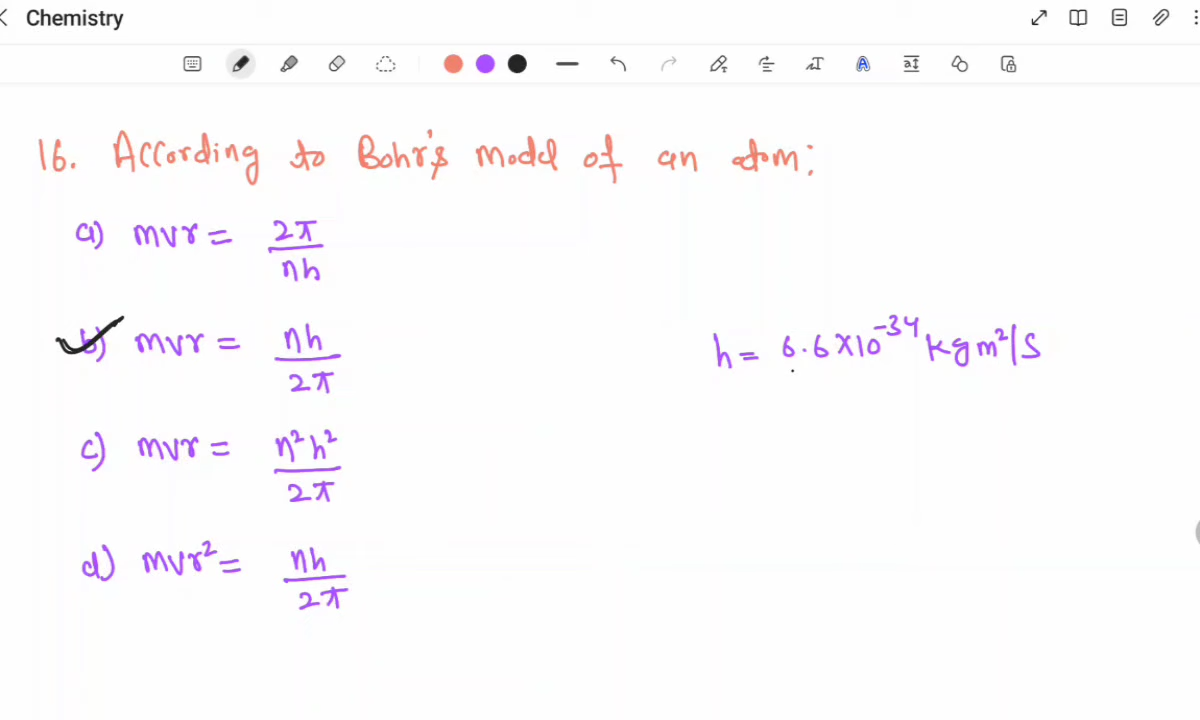 Chemistry
16. According to Bohr's model of an atom:
a) mvr = 2π/nh
b) mvr = nh/2π
h = 6.6×10⁻³⁴ kgm²/s
c) mvr = n²h²/2π
d) mvr² = nh/2π